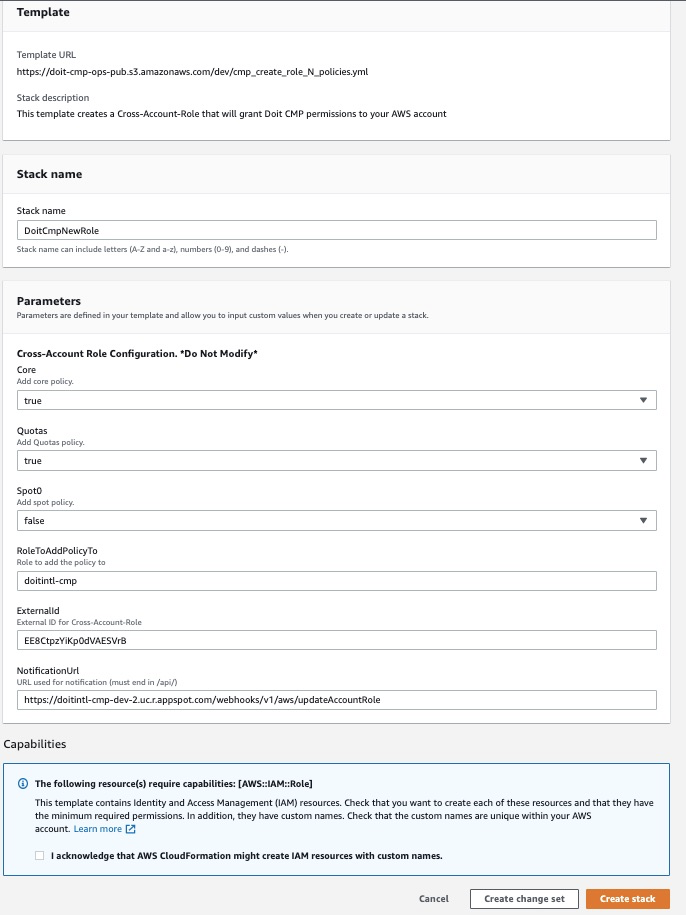 Template
Template URL
https://doit-cmp-ops-pub.s3.amazonaws.com/dev/cmp_create_role_N_policies.yml
Stack description
This template creates a Cross-Account-Role that will grant Doit CMP permissions to your AWS account
Stack name
Stack name
DoitCmpNewRole
Stack name can include letters (A-Z and a-z), numbers (0-9), and dashes (-).
Parameters
Parameters are defined in your template and allow you to input custom values when you create or update a stack.
Cross-Account Role Configuration. *Do Not Modify*
Core
Add core policy.
true
Quotas
Add Quotas policy.
true
Spot0
Add spot policy.
false
RoleToAddPolicyTo
Role to add the policy to
doitintl-cmp
ExternalId
External ID for Cross-Account-Role
EE8CtpzYiKp0dVAESVrB
NotificationUrl
URL used for notification (must end in /api/)
https://doitintl-cmp-dev-2.uc.r.appspot.com/webhooks/v1/aws/updateAccountRole
Capabilities
The following resource(s) require capabilities: [AWS::IAM::Role]
This template contains Identity and Access Management (IAM) resources. Check that you want to create each of these resources and that they have
the minimum required permissions. In addition, they have custom names. Check that the custom names are unique within your AWS
account. Learn more
I acknowledge that AWS CloudFormation might create IAM resources with custom names.
Cancel
Create change set
Create stack